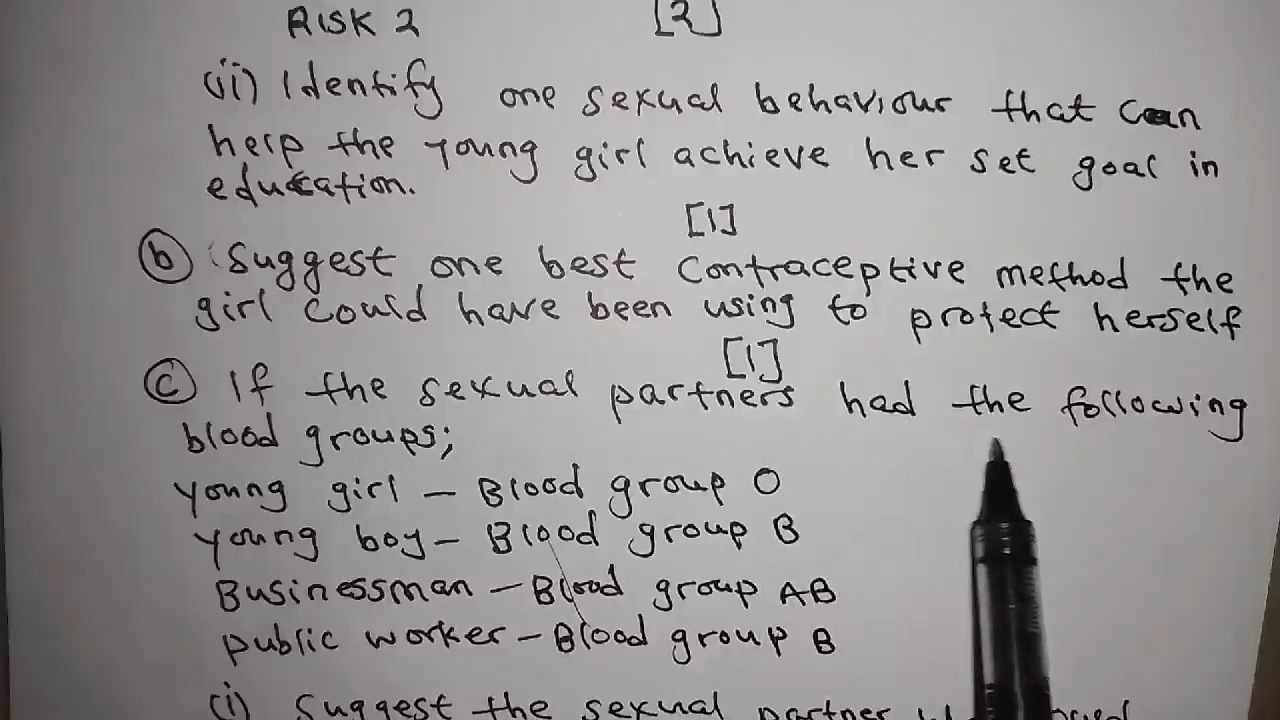 RISK 2 [2]
(ii) Identify one sexual behaviour that can
help the young girl achieve her set goal in
education.
[1]
(b) Suggest one best contraceptive method the
girl could have been using to protect herself
[1]
(c) If the sexual partners had the following
blood groups;
young girl - Blood group O
young boy - Blood group B
Businessman - Blood group AB
public worker - Blood group B
(i) Suggest the sexual partner